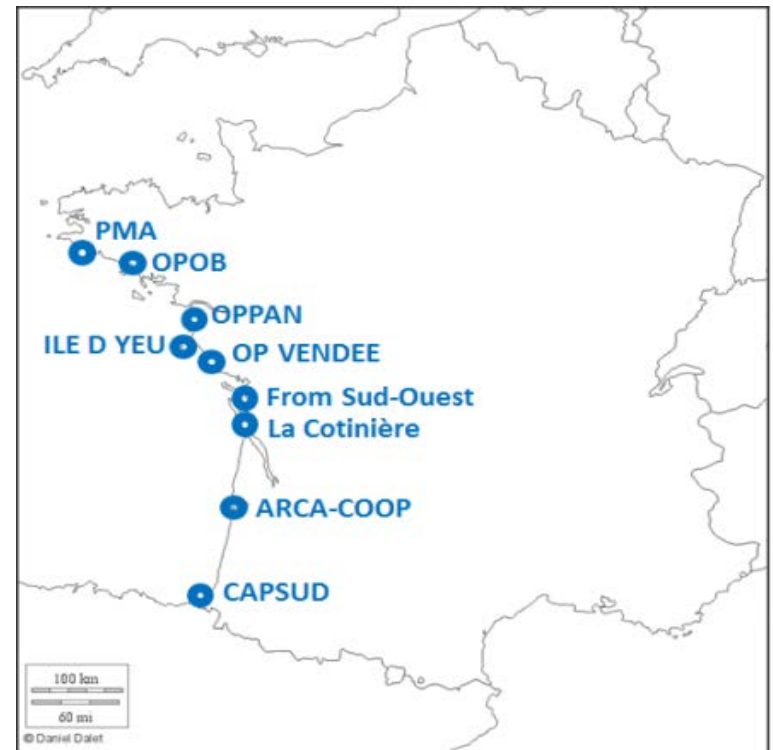 PMA
OPOB
OPPAN
ILE D YEU
OP VENDEE
From Sud-Ouest
La Cotinière
ARCA-COOP
CAPSUD
100 km
60 mi
© Daniel Dalet